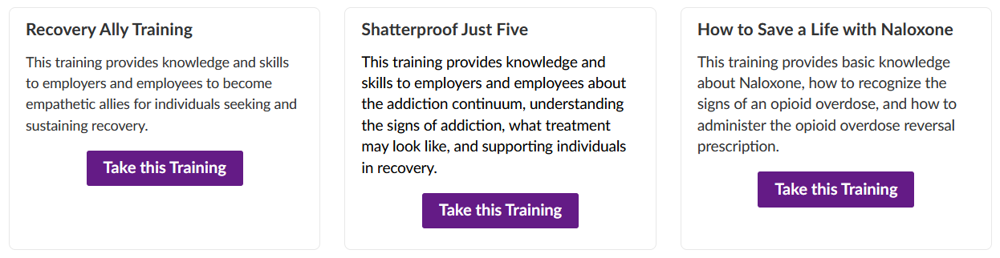 Recovery Ally Training
This training provides knowledge and skills
to employers and employees to become
empathetic allies for individuals seeking and
sustaining recovery.
Take this Training
Shatterproof Just Five
This training provides knowledge and
skills to employers and employees about
the addiction continuum, understanding
the signs of addiction, what treatment
may look like, and supporting individuals
in recovery.
Take this Training
How to Save a Life with Naloxone
This training provides basic knowledge
about Naloxone, how to recognize the
signs of an opioid overdose, and how to
administer the opioid overdose reversal
prescription.
Take this Training